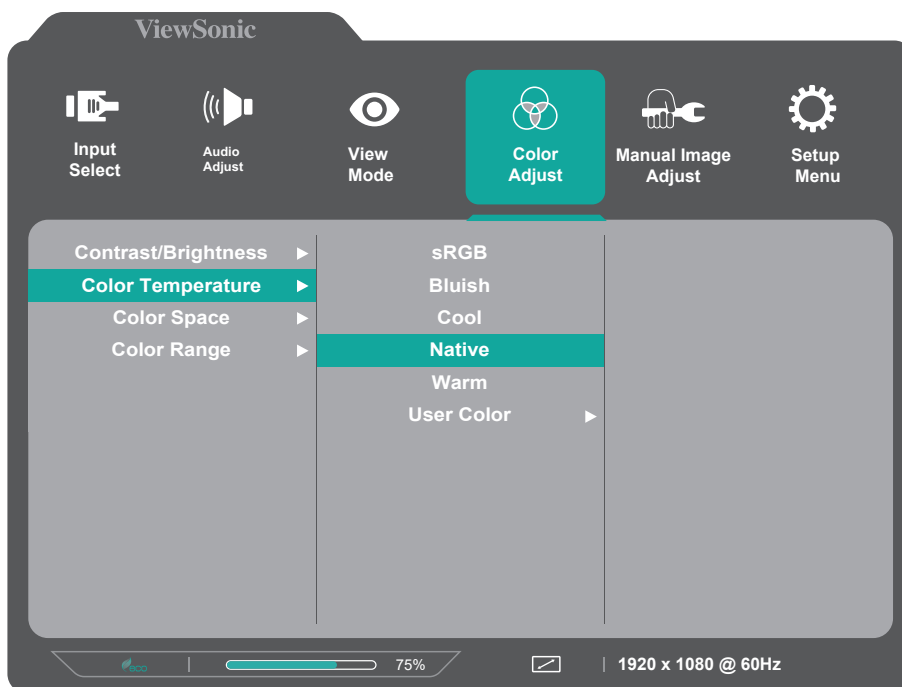 ViewSonic
Input
Select
Audio
Adjust
View
Mode
Color
Adjust
Manual Image
Adjust
Setup
Menu
Contrast/Brightness
Color Temperature
Color Space
Color Range
sRGB
Bluish
Cool
Native
Warm
User Color
eco
75%
1920 x 1080 @ 60Hz